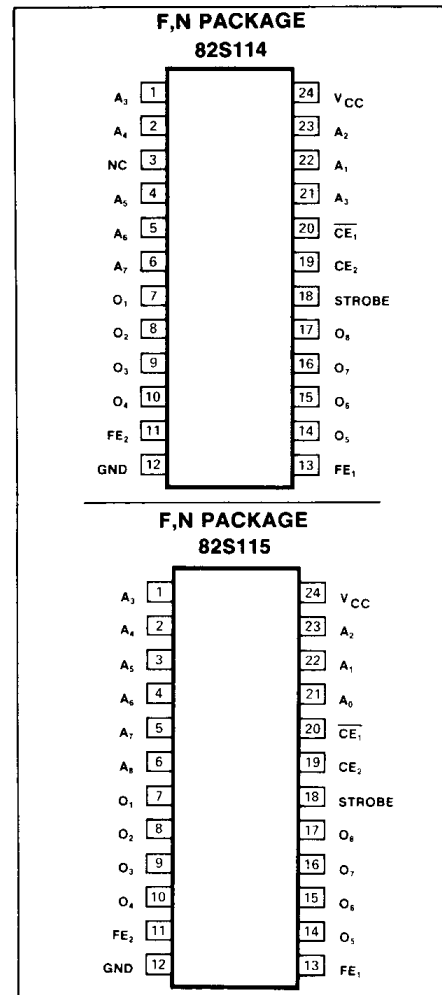 F,N PACKAGE
82S114
A₃ 1 24 V_CC
A₄ 2 23 A₂
NC 3 22 A₁
A₅ 4 21 A₃
A₆ 5 20 C̅E̅₁
A₇ 6 19 CE₂
O₁ 7 18 STROBE
O₂ 8 17 O₈
O₃ 9 16 O₇
O₄ 10 15 O₆
FE₂ 11 14 O₅
GND 12 13 FE₁
F,N PACKAGE
82S115
A₃ 1 24 V_CC
A₄ 2 23 A₂
A₅ 3 22 A₁
A₆ 4 21 A₀
A₇ 5 20 C̅E̅₁
A₈ 6 19 CE₂
O₁ 7 18 STROBE
O₂ 8 17 O₈
O₃ 9 16 O₇
O₄ 10 15 O₆
FE₂ 11 14 O₅
GND 12 13 FE₁